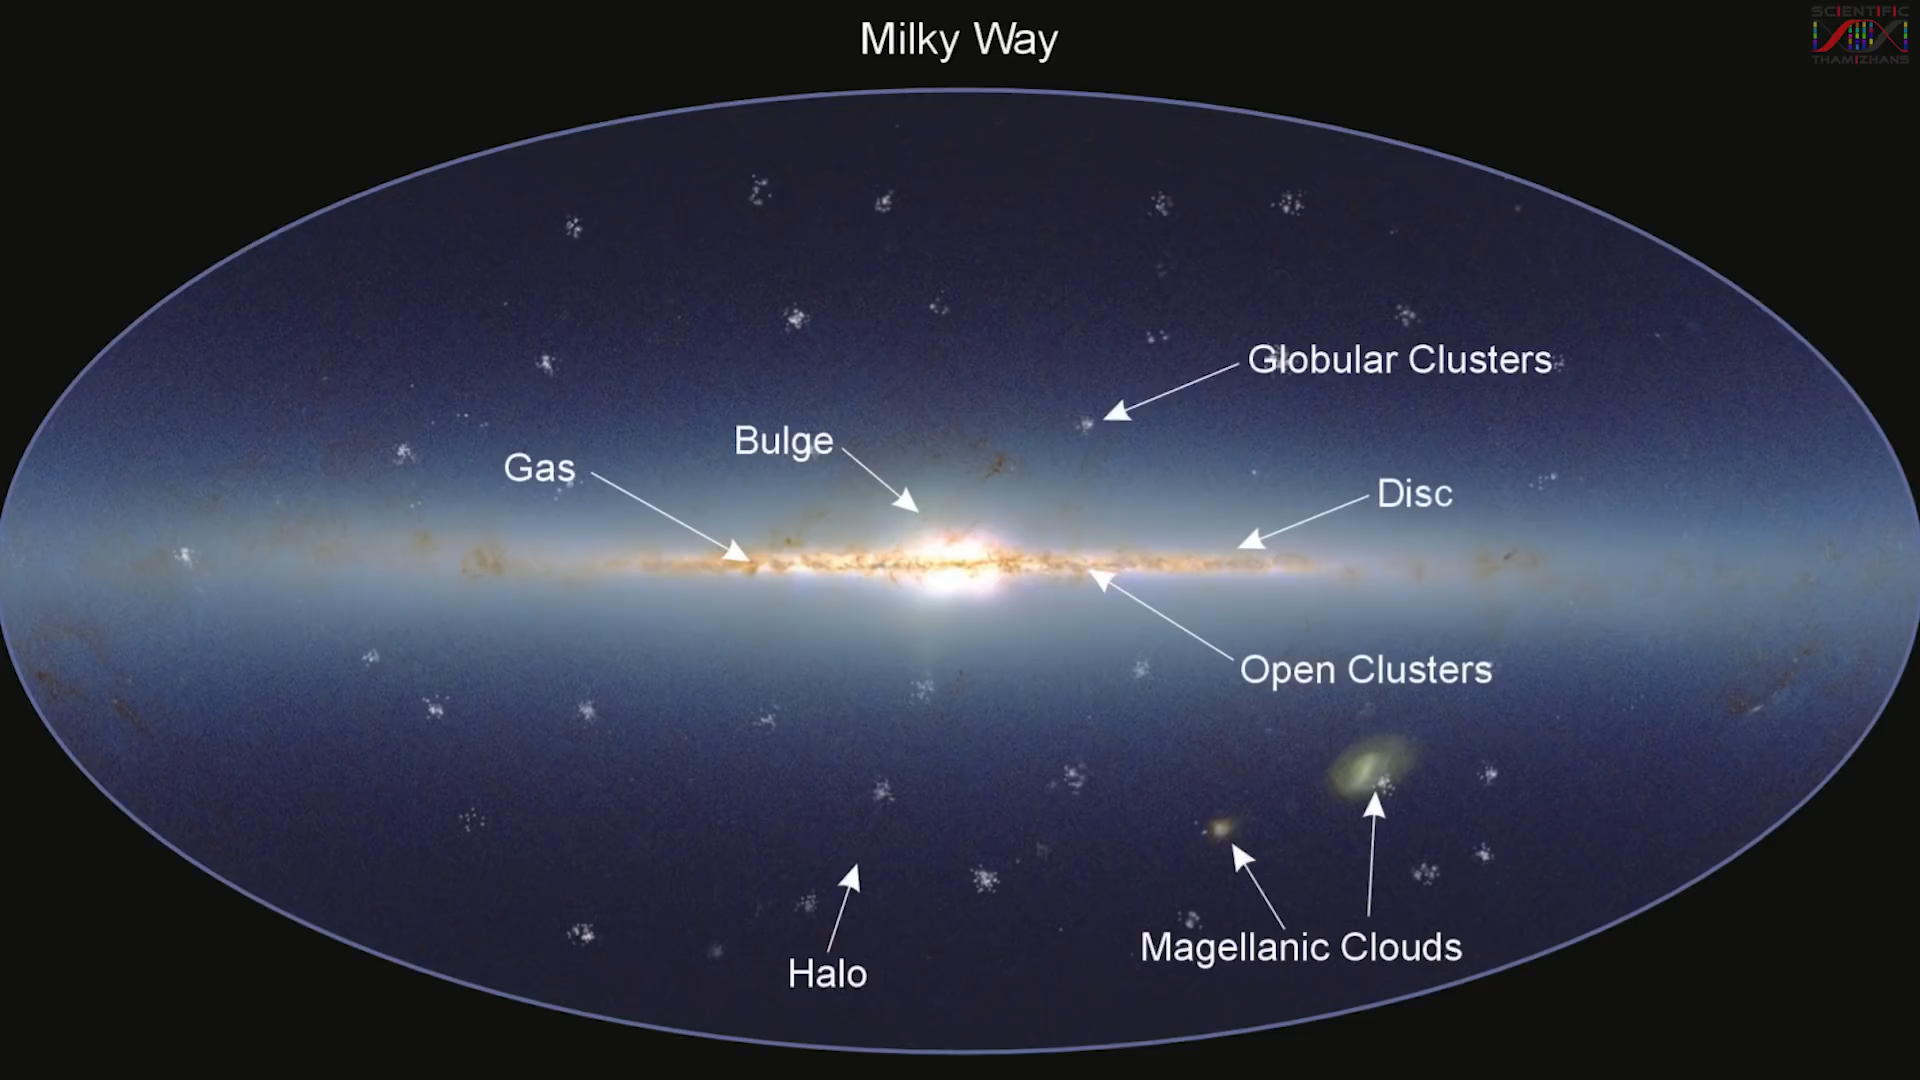 Milky Way
SCIENTIFIC
THAMIZHANS
Globular Clusters
Bulge
Gas
Disc
Open Clusters
Magellanic Clouds
Halo